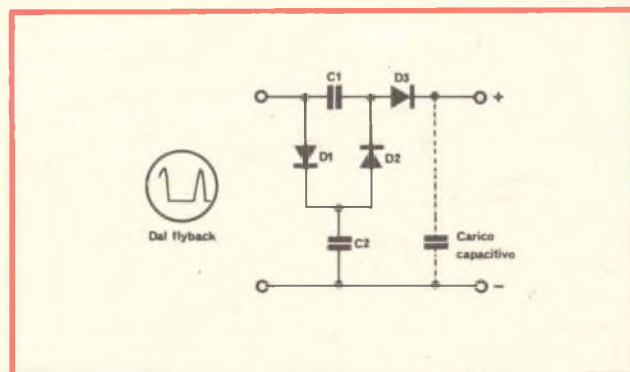 C1
D3
+
D1
D2
Dal flyback
C2
Carico
capacitivo
−